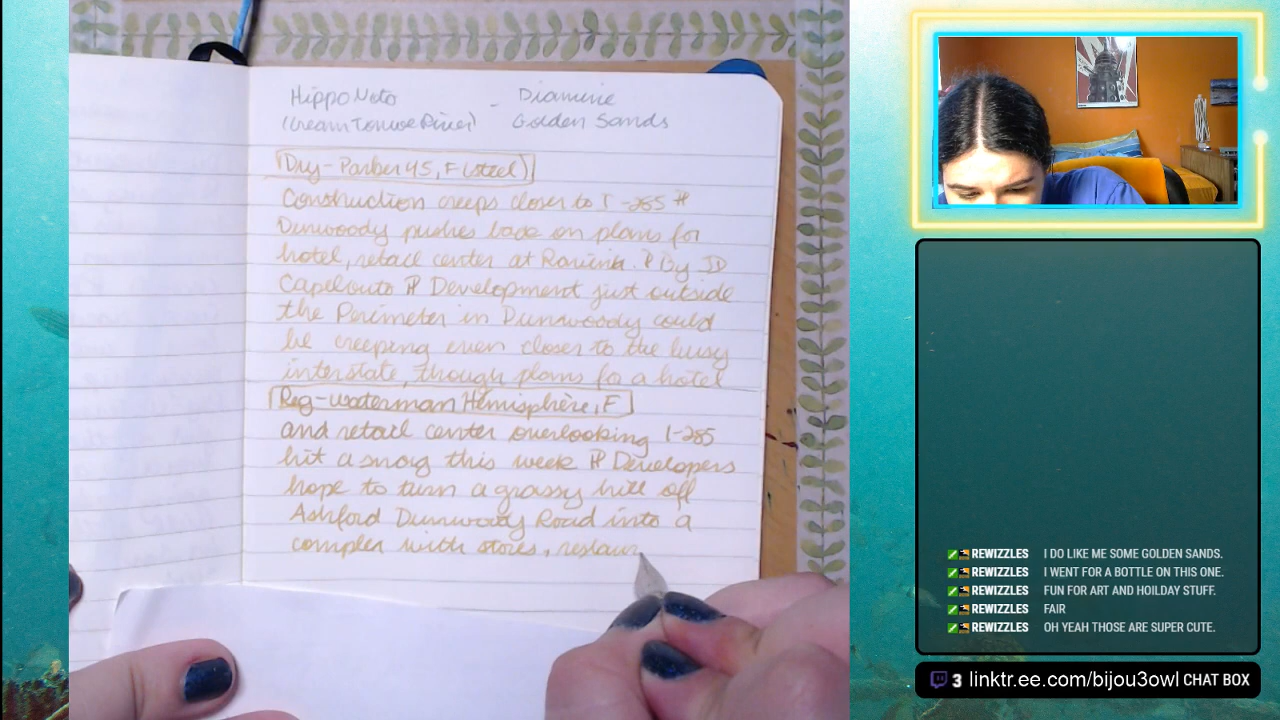 Hippo Noto - Diamine
(Cream Tomoe River) Golden Sands
Dry-Parker 45, F (steel)
Construction creeps closer to I-285 #
Dunwoody pushes back on plans for
hotel, retail center at Ravinia. # By JD
Capelouto # Development just outside
the Perimeter in Dunwoody could
be creeping even closer to the busy
interstate, though plans for a hotel
Reg-Waterman Hémisphère, F
and retail center overlooking I-285
hit a snag this week # Developers
hope to turn a grassy hill off
Ashford Dunwoody Road into a
complex with stores, restaur
REWIZZLES I DO LIKE ME SOME GOLDEN SANDS.
REWIZZLES I WENT FOR A BOTTLE ON THIS ONE.
REWIZZLES FUN FOR ART AND HOILDAY STUFF.
REWIZZLES FAIR
REWIZZLES OH YEAH THOSE ARE SUPER CUTE.
3 linktr.ee.com/bijou3owl CHAT BOX